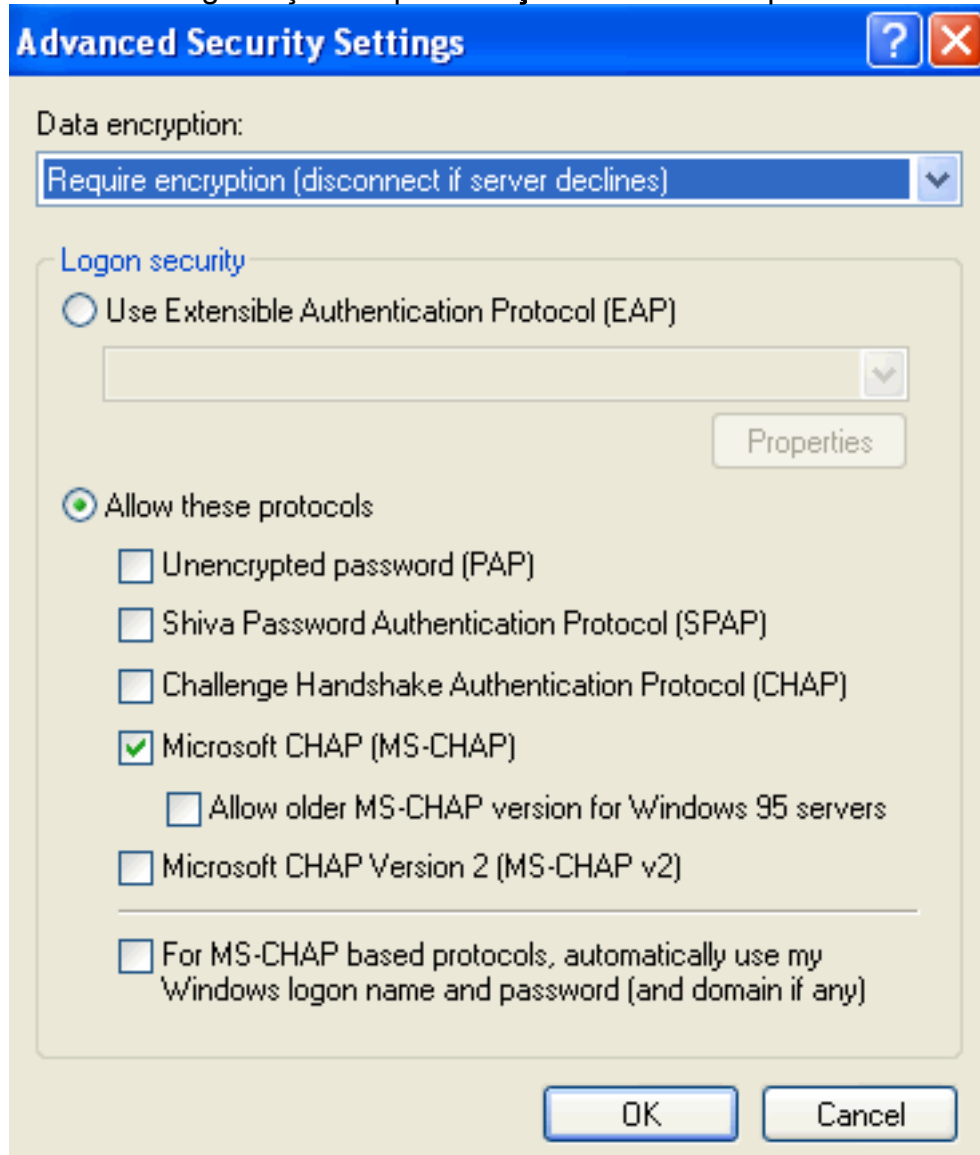 Advanced Security Settings
Data encryption:
Require encryption (disconnect if server declines)
Logon security
Use Extensible Authentication Protocol (EAP)
Properties
Allow these protocols
Unencrypted password (PAP)
Shiva Password Authentication Protocol (SPAP)
Challenge Handshake Authentication Protocol (CHAP)
Microsoft CHAP (MS-CHAP)
Allow older MS-CHAP version for Windows 95 servers
Microsoft CHAP Version 2 (MS-CHAP v2)
For MS-CHAP based protocols, automatically use my
Windows logon name and password (and domain if any)
OK Cancel